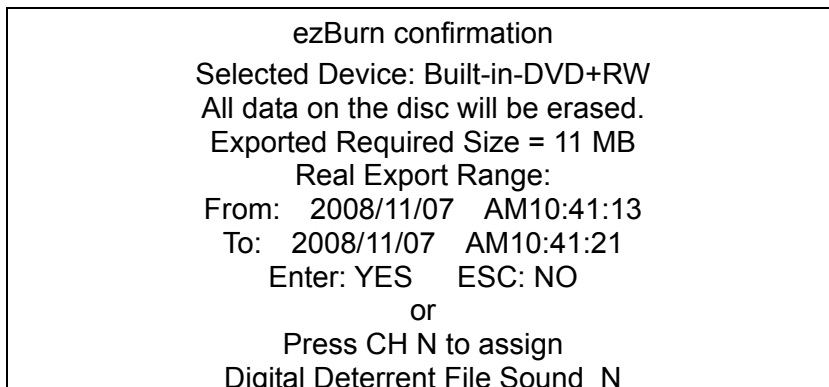 ezBurn confirmation
Selected Device: Built-in-DVD+RW
All data on the disc will be erased.
Exported Required Size = 11 MB
Real Export Range:
From: 2008/11/07 AM10:41:13
To: 2008/11/07 AM10:41:21
Enter: YES ESC: NO
or
Press CH N to assign
Digital Deterrent File Sound_N